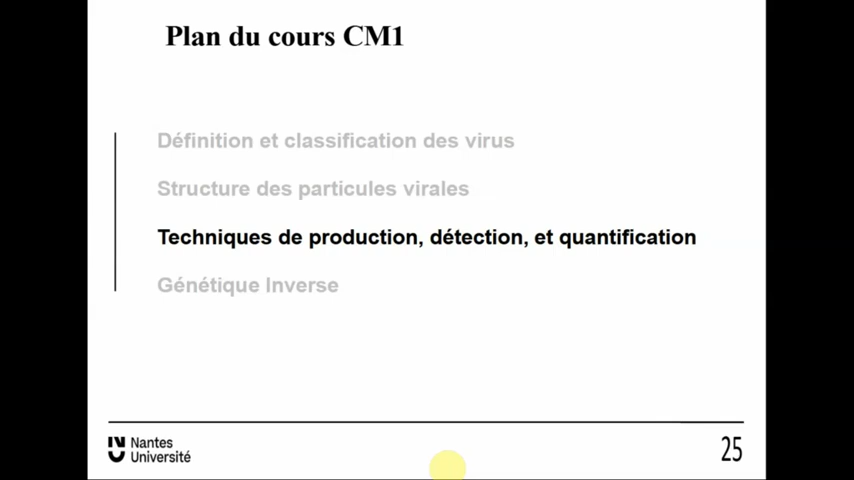 Plan du cours CM1
Définition et classification des virus
Structure des particules virales
Techniques de production, détection, et quantification
Génétique Inverse
Nantes
Université
25